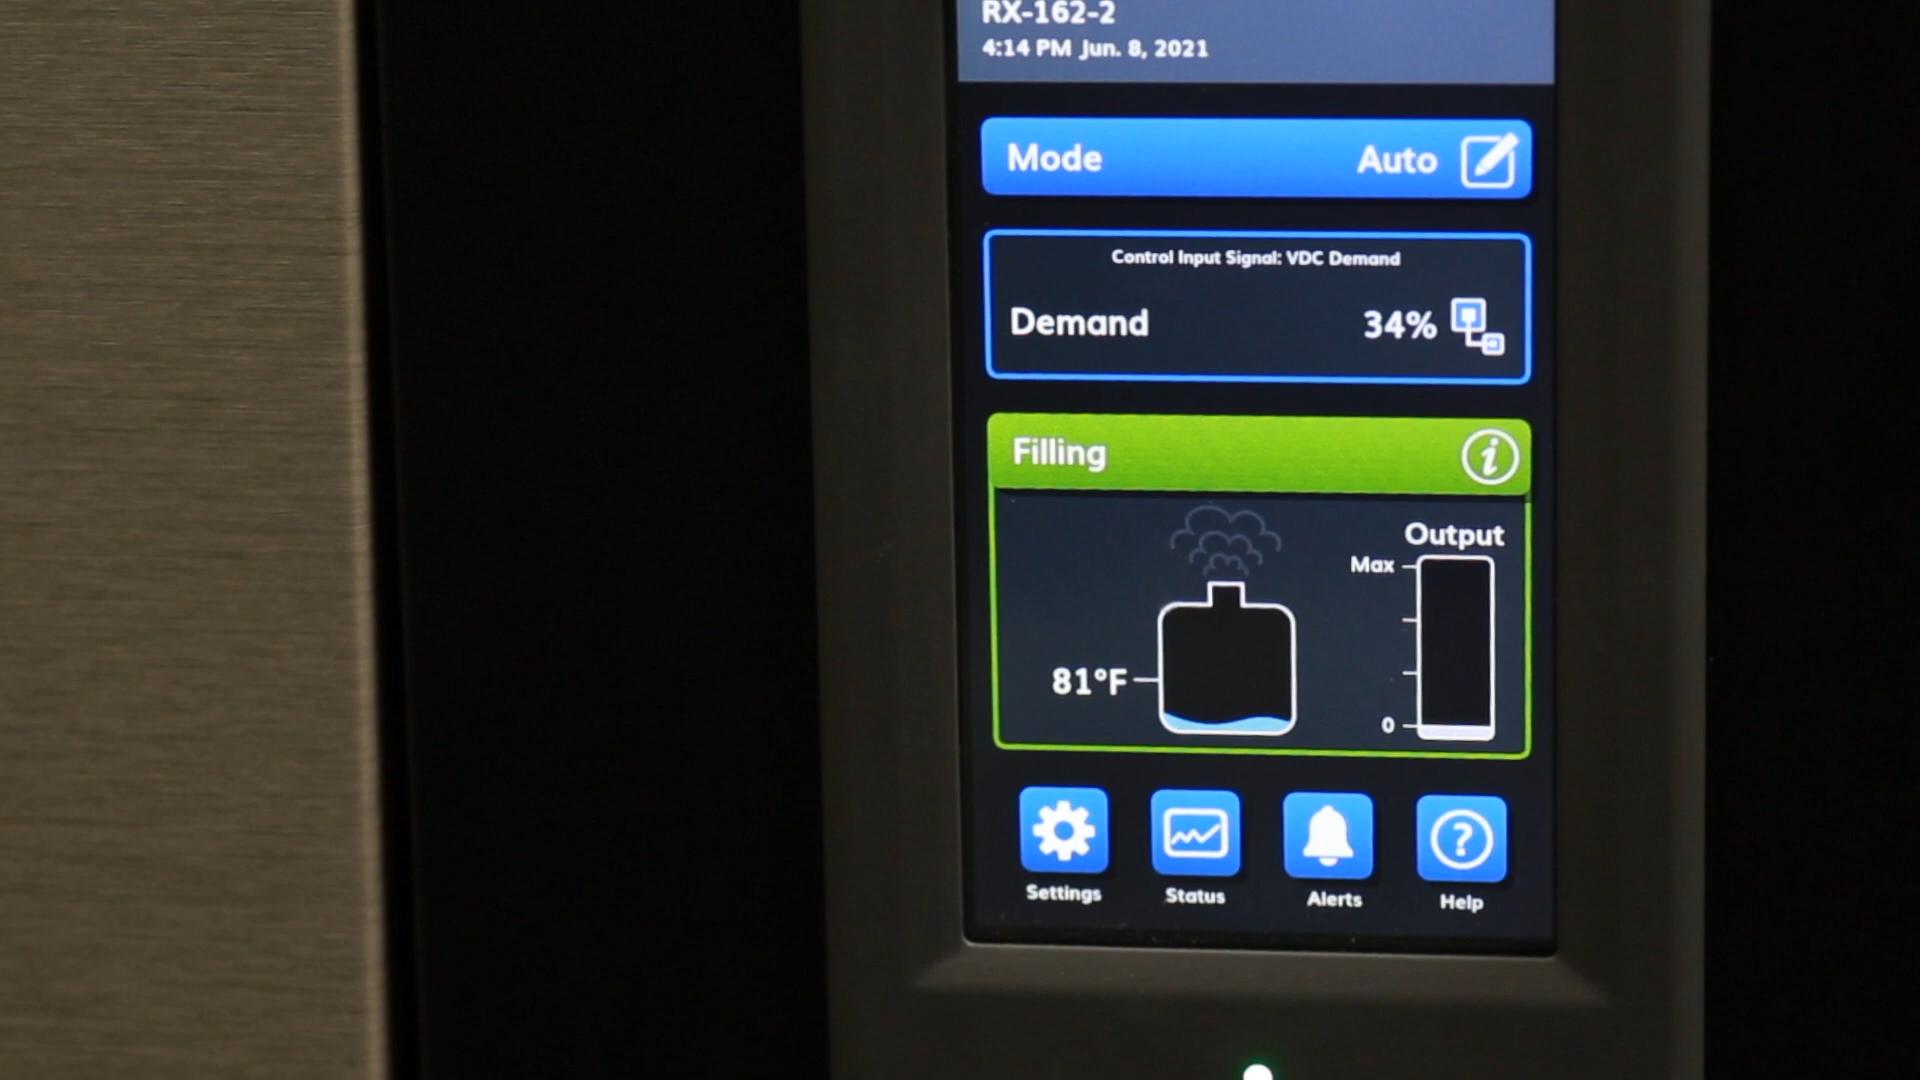 RX-162-2
4:14 PM Jun. 8, 2021
Mode Auto
Control Input Signal: VDC Demand
Demand 34%
Filling i
Output
Max
81°F
0
?
Settings Status Alerts Help